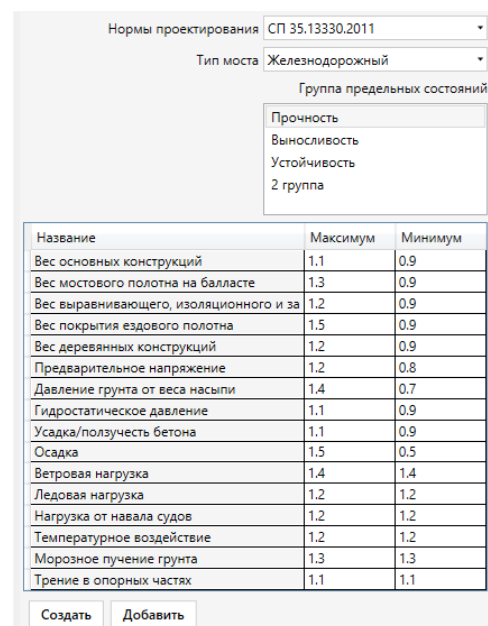 Нормы проектирования СП 35.13330.2011
Тип моста Железнодорожный
Группа предельных состояний
Прочность
Выносливость
Устойчивость
2 группа
Название Максимум Минимум
Вес основных конструкций 1.1 0.9
Вес мостового полотна на балласте 1.3 0.9
Вес выравнивающего, изоляционного и за 1.2 0.9
Вес покрытия ездового полотна 1.5 0.9
Вес деревянных конструкций 1.2 0.9
Предварительное напряжение 1.2 0.8
Давление грунта от веса насыпи 1.4 0.7
Гидростатическое давление 1.1 0.9
Усадка/ползучесть бетона 1.1 0.9
Осадка 1.5 0.5
Ветровая нагрузка 1.4 1.4
Ледовая нагрузка 1.2 1.2
Нагрузка от навала судов 1.2 1.2
Температурное воздействие 1.2 1.2
Морозное пучение грунта 1.3 1.3
Трение в опорных частях 1.1 1.1
Создать Добавить